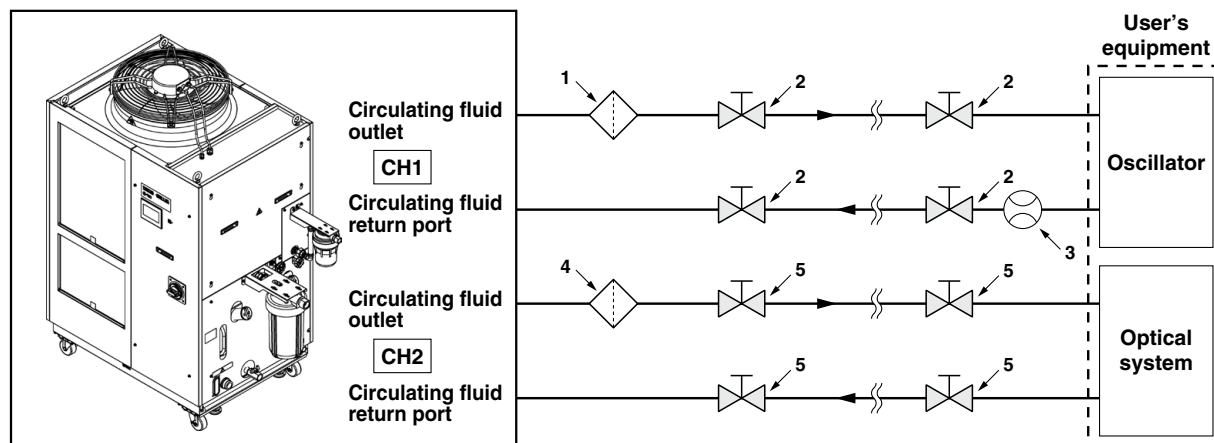 User's
equipment
1
2
2
Circulating fluid
outlet
CH1
Oscillator
2
2
Circulating fluid
return port
3
4
5
5
Circulating fluid
outlet
CH2
Optical
system
5
5
Circulating fluid
return port